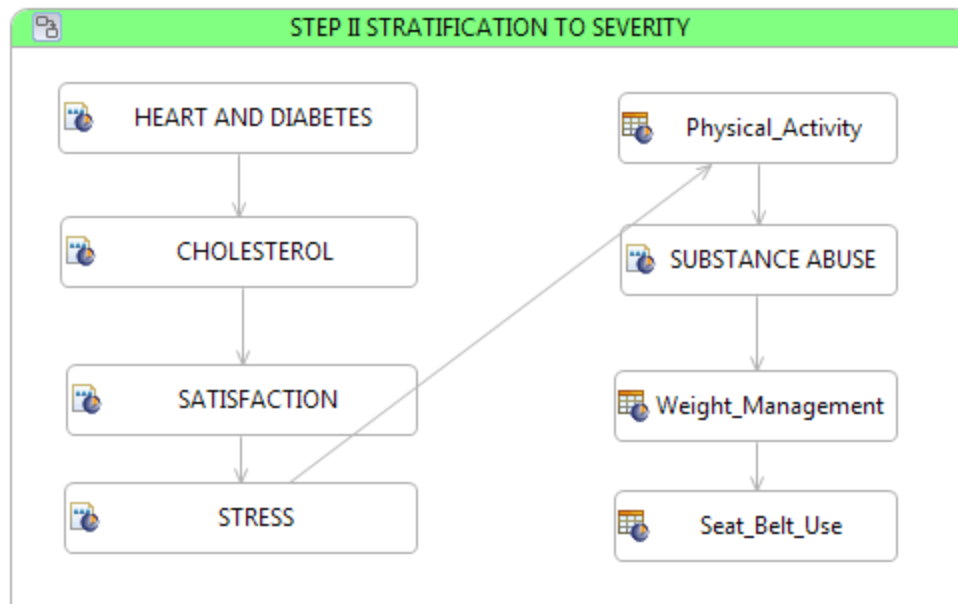 STEP II STRATIFICATION TO SEVERITY
HEART AND DIABETES
CHOLESTEROL
SATISFACTION
STRESS
Physical_Activity
SUBSTANCE ABUSE
Weight_Management
Seat_Belt_Use